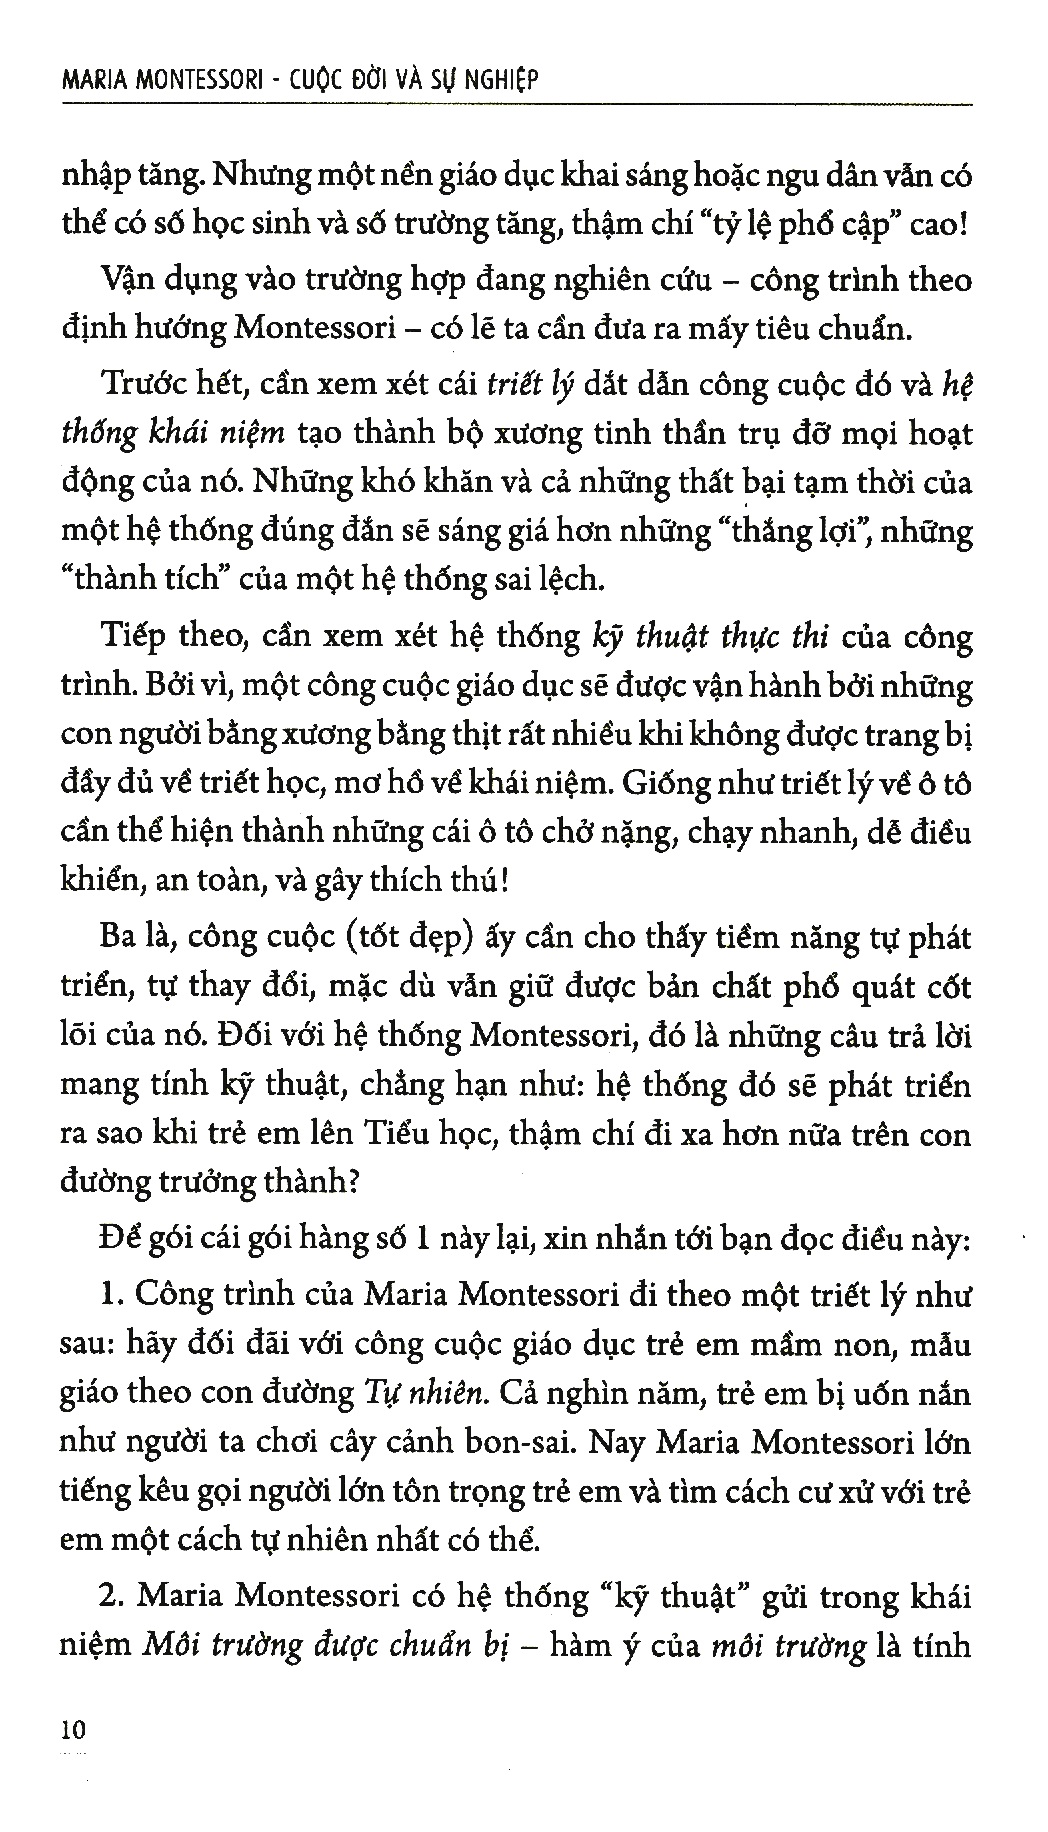 MARIA MONTESSORI - CUỘC ĐỜI VÀ SỰ NGHIỆP
nhập tăng. Nhưng một nền giáo dục khai sáng hoặc ngu dân vẫn có
thể có số học sinh và số trường tăng, thậm chí “tỷ lệ phổ cập” cao!
Vận dụng vào trường hợp đang nghiên cứu – công trình theo
định hướng Montessori – có lẽ ta cần đưa ra mấy tiêu chuẩn.
Trước hết, cần xem xét cái triết lý dắt dẫn công cuộc đó và hệ
thống khái niệm tạo thành bộ xương tinh thần trụ đỡ mọi hoạt
động của nó. Những khó khăn và cả những thất bại tạm thời của
một hệ thống đúng đắn sẽ sáng giá hơn những “thắng lợi”, những
“thành tích” của một hệ thống sai lệch.
Tiếp theo, cần xem xét hệ thống kỹ thuật thực thi của công
trình. Bởi vì, một công cuộc giáo dục sẽ được vận hành bởi những
con người bằng xương bằng thịt rất nhiều khi không được trang bị
đầy đủ về triết học, mơ hồ về khái niệm. Giống như triết lý về ô tô
cần thể hiện thành những cái ô tô chở nặng, chạy nhanh, dễ điều
khiển, an toàn, và gây thích thú!
Ba là, công cuộc (tốt đẹp) ấy cần cho thấy tiềm năng tự phát
triển, tự thay đổi, mặc dù vẫn giữ được bản chất phổ quát cốt
lõi của nó. Đối với hệ thống Montessori, đó là những câu trả lời
mang tính kỹ thuật, chẳng hạn như: hệ thống đó sẽ phát triển
ra sao khi trẻ em lên Tiểu học, thậm chí đi xa hơn nữa trên con
đường trưởng thành?
Để gói cái gói hàng số 1 này lại, xin nhắn tới bạn đọc điều này:
1. Công trình của Maria Montessori đi theo một triết lý như
sau: hãy đối đãi với công cuộc giáo dục trẻ em mầm non, mẫu
giáo theo con đường Tự nhiên. Cả nghìn năm, trẻ em bị uốn nắn
như người ta chơi cây cảnh bon-sai. Nay Maria Montessori lớn
tiếng kêu gọi người lớn tôn trọng trẻ em và tìm cách cư xử với trẻ
em một cách tự nhiên nhất có thể.
2. Maria Montessori có hệ thống “kỹ thuật” gửi trong khái
niệm Môi trường được chuẩn bị – hàm ý của môi trường là tính
10